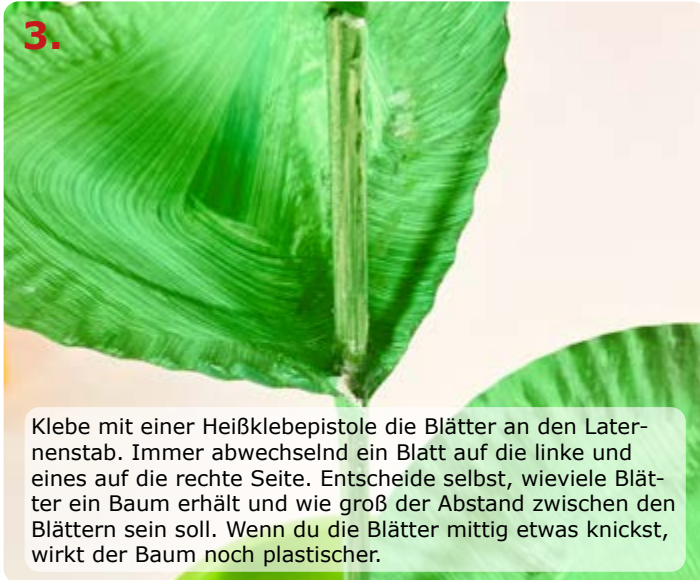 3.
Klebe mit einer Heißklebepistole die Blätter an den Later-
nenstab. Immer abwechselnd ein Blatt auf die linke und
eines auf die rechte Seite. Entscheide selbst, wieviele Blät-
ter ein Baum erhält und wie groß der Abstand zwischen den
Blättern sein soll. Wenn du die Blätter mittig etwas knickst,
wirkt der Baum noch plastischer.